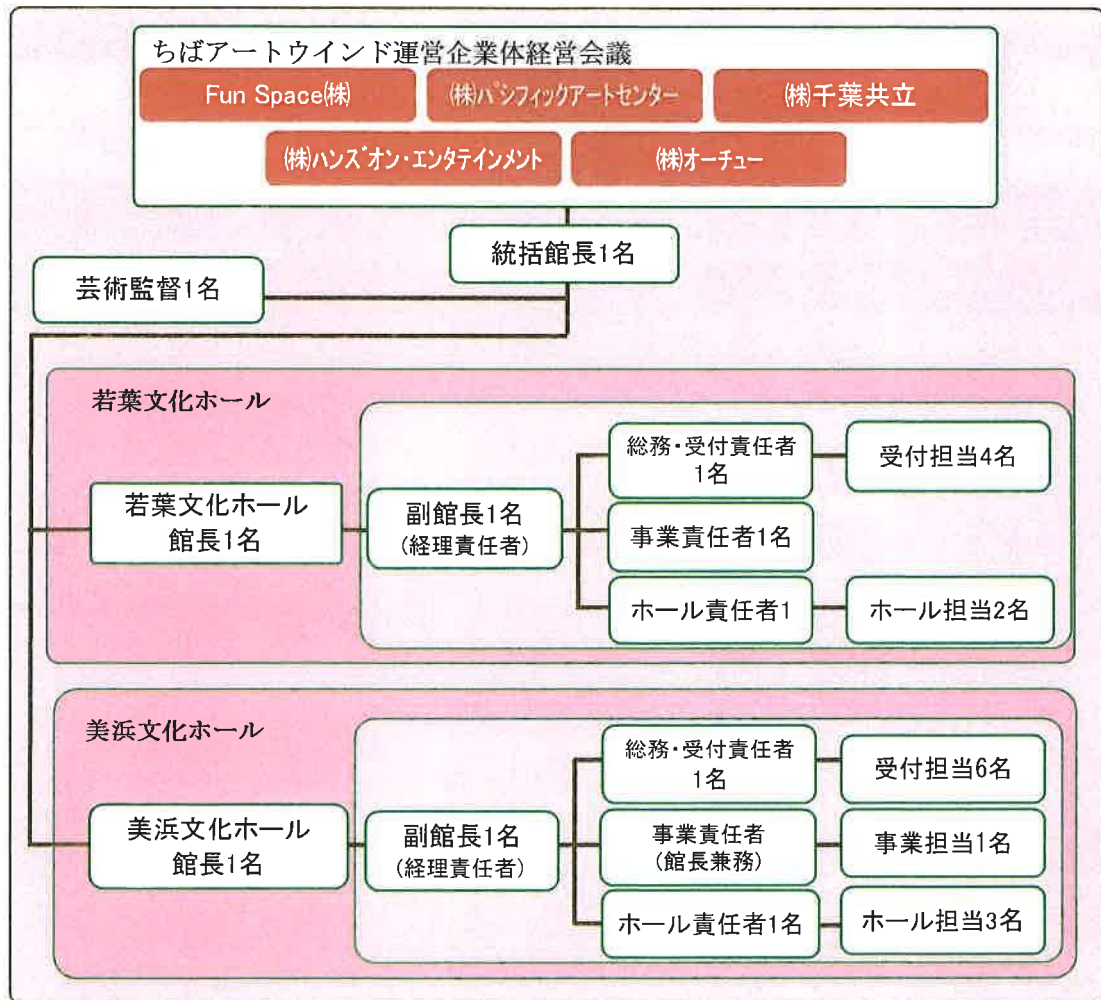 ちばアートウインド運営企業体経営会議
Fun Space㈱
㈱パシフィックアートセンター
㈱千葉共立
㈱ハンズオン・エンタテインメント
㈱オーチュー
統括館長1名
芸術監督1名
若葉文化ホール
若葉文化ホール
館長1名
副館長1名
(経理責任者)
総務・受付責任者
1名
受付担当4名
事業責任者1名
ホール責任者1
ホール担当2名
美浜文化ホール
美浜文化ホール
館長1名
副館長1名
(経理責任者)
総務・受付責任者
1名
受付担当6名
事業責任者
(館長兼務)
事業担当1名
ホール責任者1名
ホール担当3名